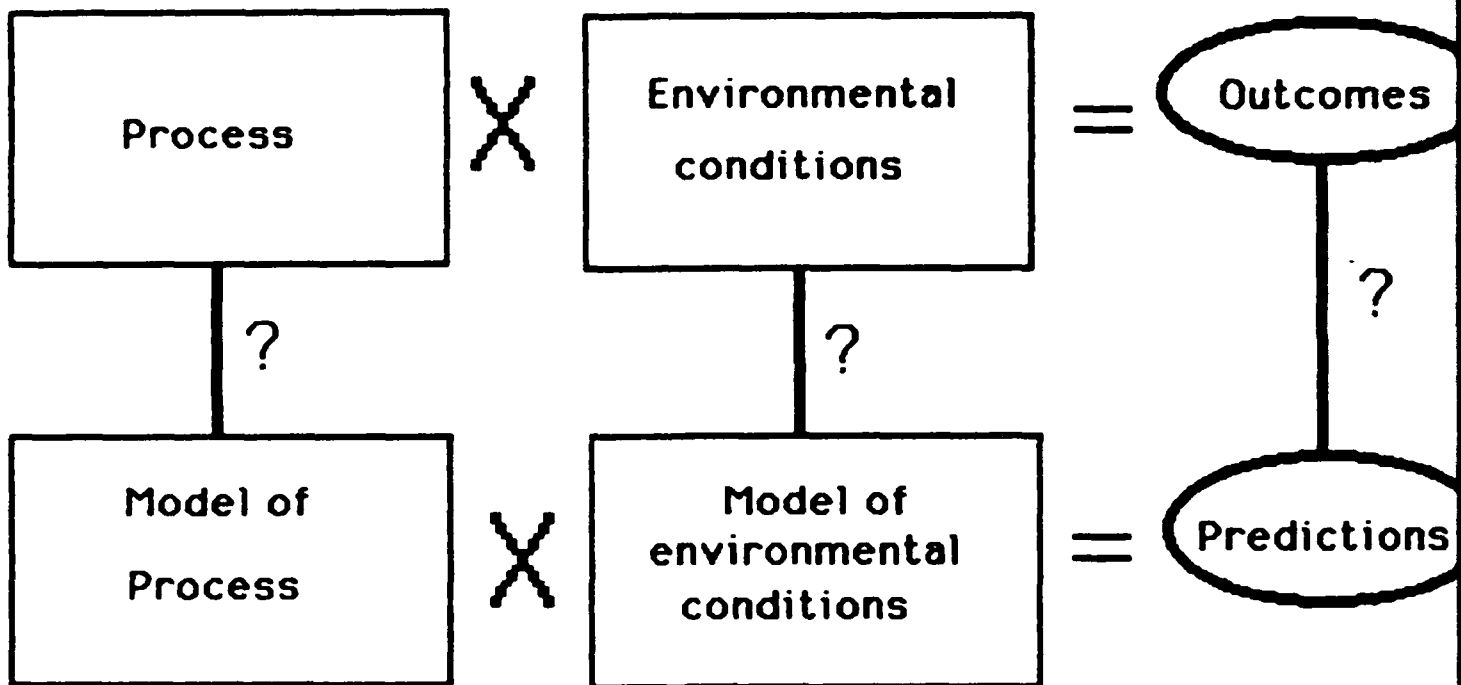 Process
X
Environmental
conditions
=
Outcomes
?
?
?
Model of
Process
X
Model of
environmental
conditions
=
Predictions